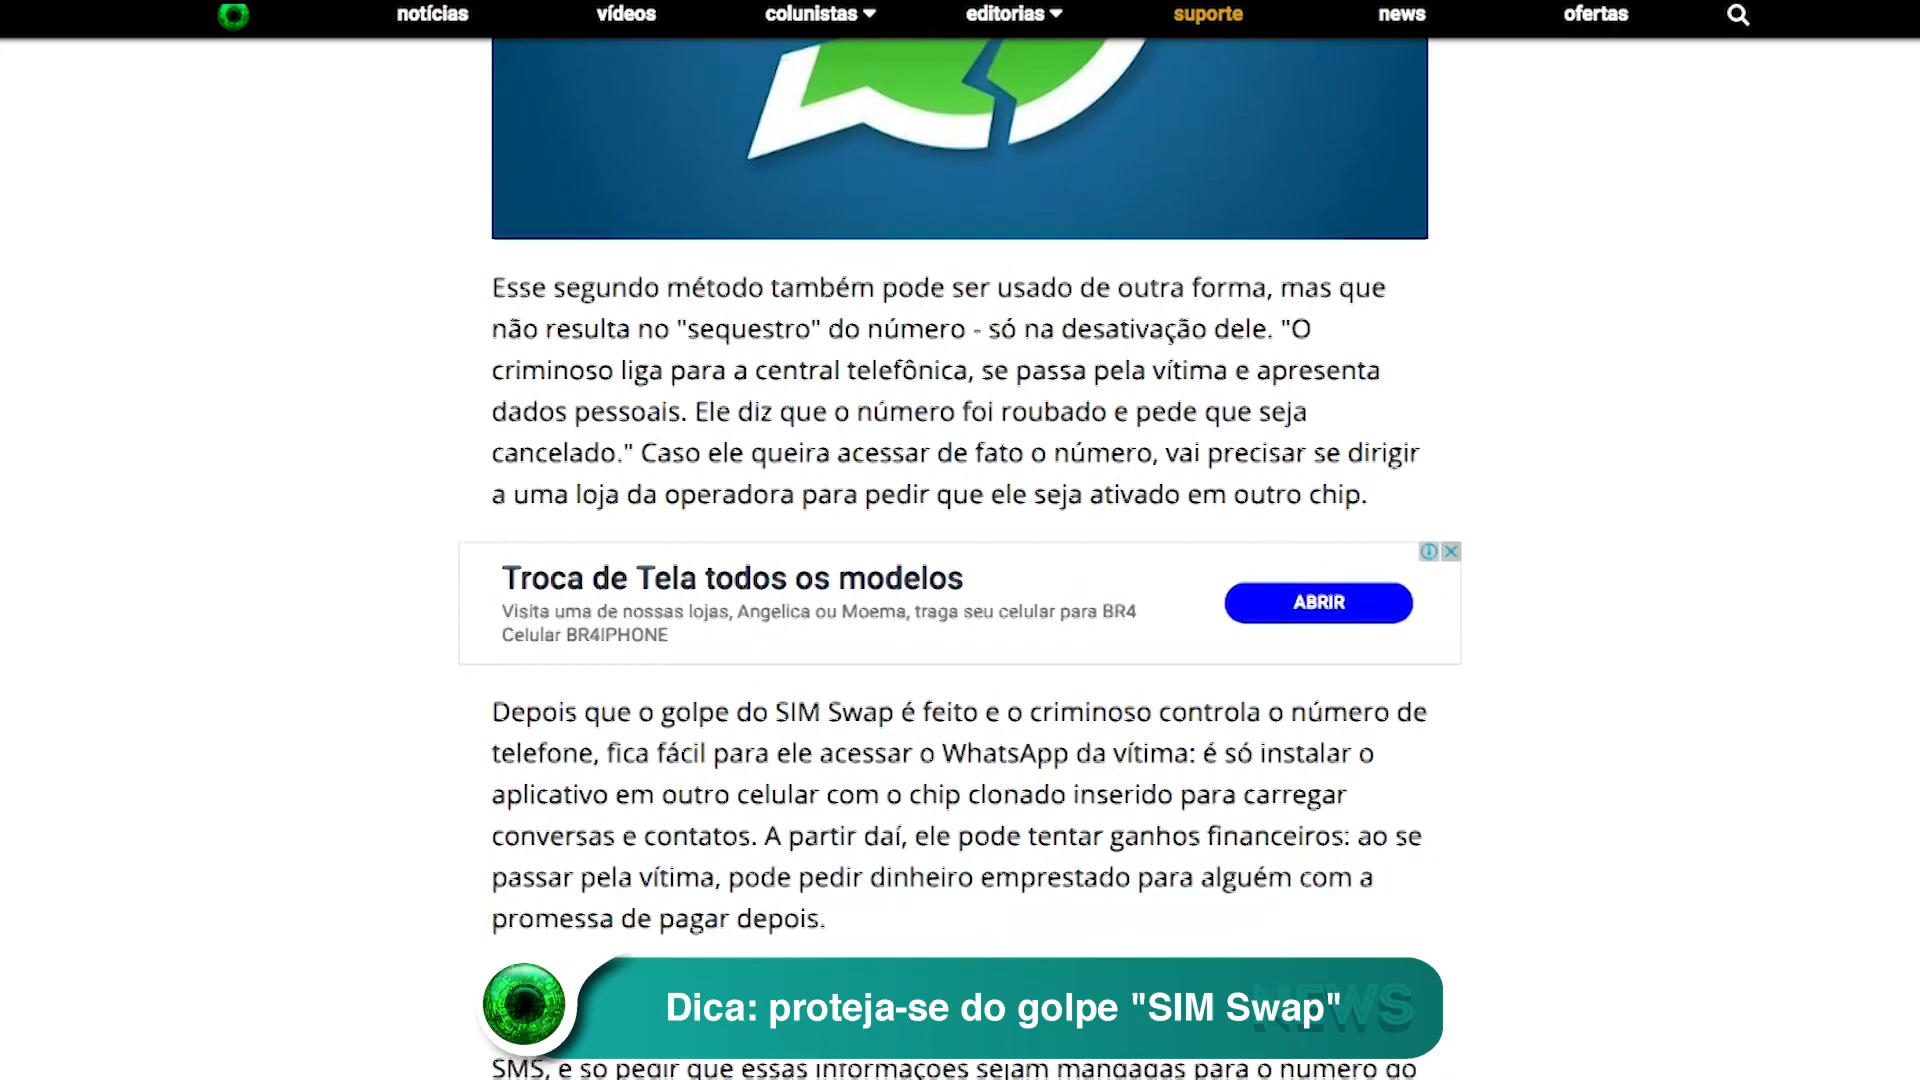 notícias vídeos colunistas editorias suporte news ofertas
Esse segundo método também pode ser usado de outra forma, mas que
não resulta no "sequestro" do número - só na desativação dele. "O
criminoso liga para a central telefônica, se passa pela vítima e apresenta
dados pessoais. Ele diz que o número foi roubado e pede que seja
cancelado." Caso ele queira acessar de fato o número, vai precisar se dirigir
a uma loja da operadora para pedir que ele seja ativado em outro chip.
Troca de Tela todos os modelos
Visita uma de nossas lojas, Angelica ou Moema, traga seu celular para BR4
Celular BR4IPHONE
ABRIR
Depois que o golpe do SIM Swap é feito e o criminoso controla o número de
telefone, fica fácil para ele acessar o WhatsApp da vítima: é só instalar o
aplicativo em outro celular com o chip clonado inserido para carregar
conversas e contatos. A partir daí, ele pode tentar ganhos financeiros: ao se
passar pela vítima, pode pedir dinheiro emprestado para alguém com a
promessa de pagar depois.
Dica: proteja-se do golpe "SIM Swap"
NEWS
SMS, e só pedir que essas informações sejam mandadas para o número do